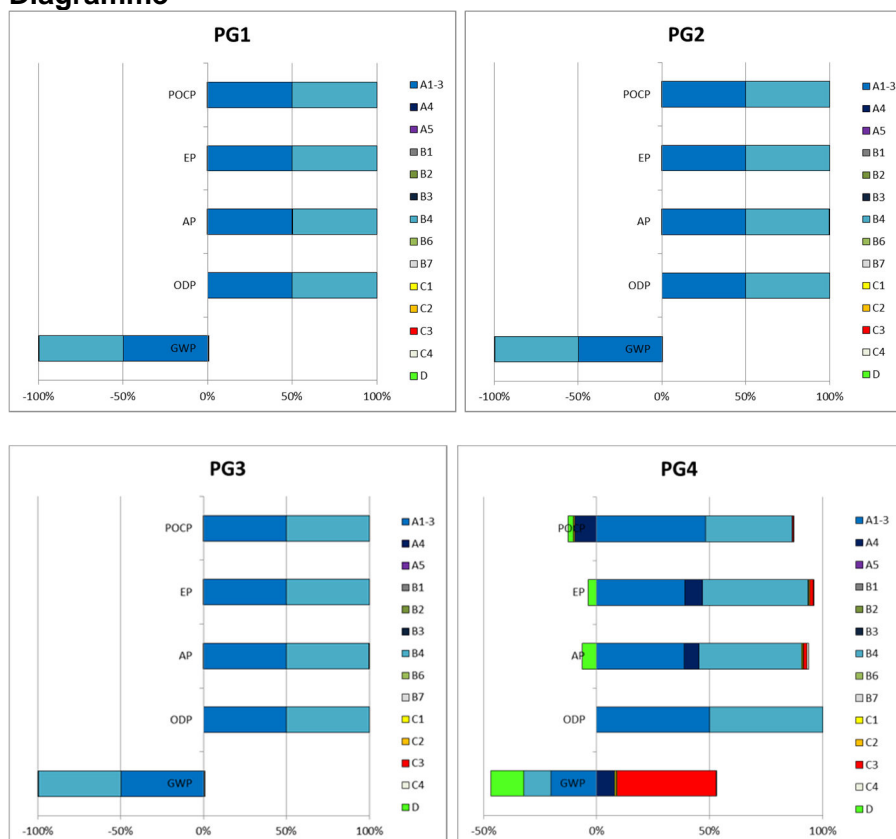 Diagramme
PG1
POCP
EP
AP
ODP
GWP
-100% -50% 0% 50% 100%
A1-3
A4
A5
B1
B2
B3
B4
B6
B7
C1
C2
C3
C4
D
PG2
POCP
EP
AP
ODP
GWP
-100% -50% 0% 50% 100%
A1-3
A4
A5
B1
B2
B3
B4
B6
B7
C1
C2
C3
C4
D
PG3
POCP
EP
AP
ODP
GWP
-100% -50% 0% 50% 100%
A1-3
A4
A5
B1
B2
B3
B4
B6
B7
C1
C2
C3
C4
D
PG4
POCP
EP
AP
ODP
GWP
-50% 0% 50% 100%
A1-3
A4
A5
B1
B2
B3
B4
B6
B7
C1
C2
C3
C4
D